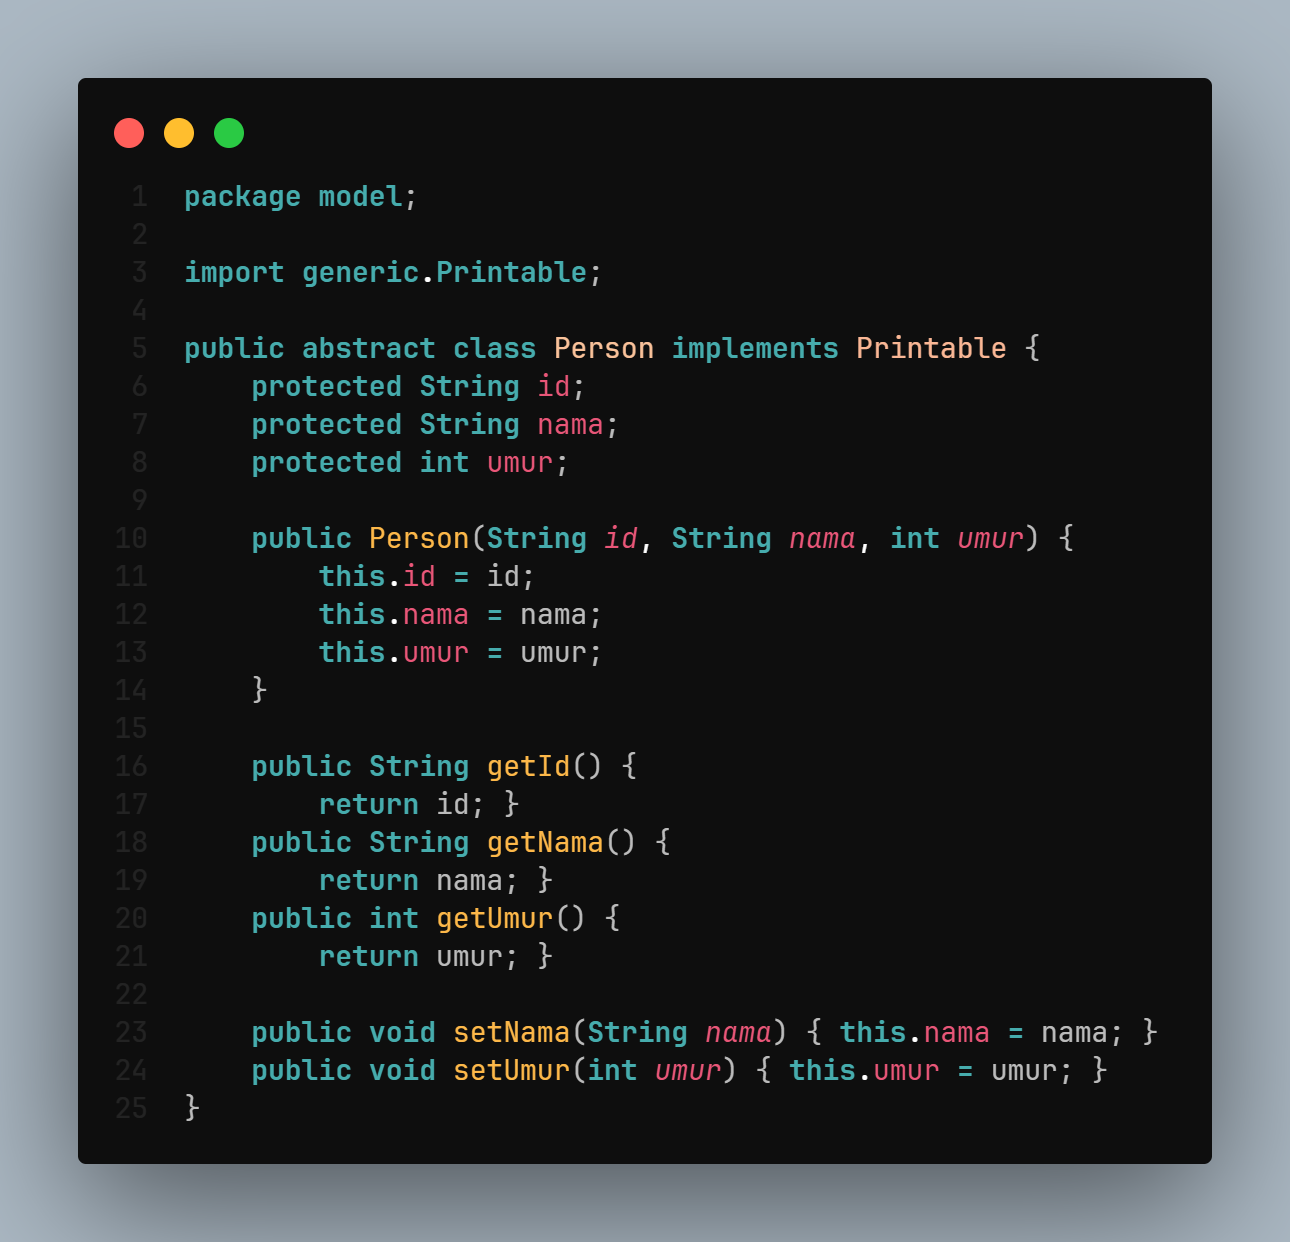 1 package model;
2
3 import generic.Printable;
4
5 public abstract class Person implements Printable {
6     protected String id;
7     protected String nama;
8     protected int umur;
9
10     public Person(String id, String nama, int umur) {
11         this.id = id;
12         this.nama = nama;
13         this.umur = umur;
14     }
15
16     public String getId() {
17         return id; }
18     public String getNama() {
19         return nama; }
20     public int getUmur() {
21         return umur; }
22
23     public void setNama(String nama) { this.nama = nama; }
24     public void setUmur(int umur) { this.umur = umur; }
25 }